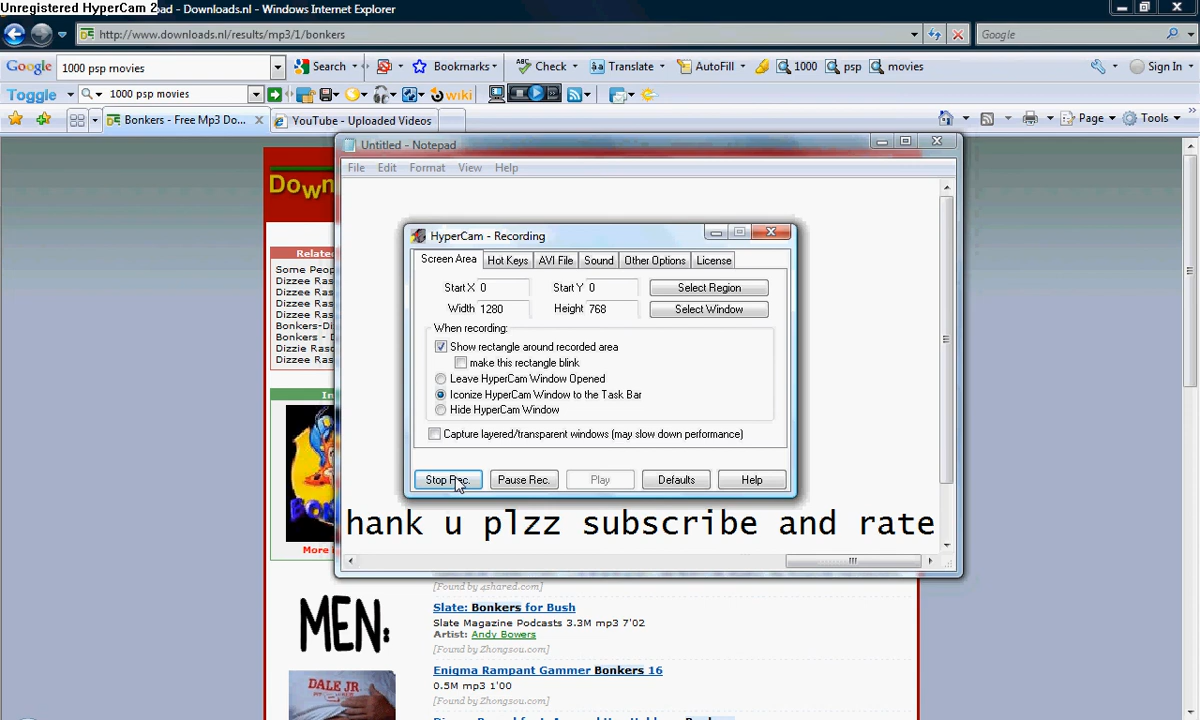 Unregistered HyperCam 2
oad - Downloads.nl - Windows Internet Explorer
http://www.downloads.nl/results/mp3/1/bonkers
Google
Google 1000 psp movies Search Bookmarks Check Translate AutoFill 1000 psp movies Sign In
Toggle 1000 psp movies wiki
Bonkers - Free Mp3 Do... YouTube - Uploaded Videos Page Tools
Untitled - Notepad
File Edit Format View Help
Down
HyperCam - Recording
Screen Area Hot Keys AVI File Sound Other Options License
Relate
Some Peop
Dizzee Ras
Dizzee Ras
Dizzee Ras
Bonkers-Di
Bonkers - D
Dizzie Rasc
Dizzee Ras
Start X 0 Start Y 0 Select Region
Width 1280 Height 768 Select Window
When recording:
Show rectangle around recorded area
make this rectangle blink
Leave HyperCam Window Opened
Iconize HyperCam Window to the Task Bar
Hide HyperCam Window
Capture layered/transparent windows (may slow down performance)
Stop Rec. Pause Rec. Play Defaults Help
In
BO
More
hank u plzz subscribe and rate
[Found by 4shared.com]
MEN:
Slate: Bonkers for Bush
Slate Magazine Podcasts 3.3M mp3 7'02
Artist: Andy Bowers
[Found by Zhongsou.com]
DALE JR
Enigma Rampant Gammer Bonkers 16
0.5M mp3 1'00
[Found by Zhongsou.com]